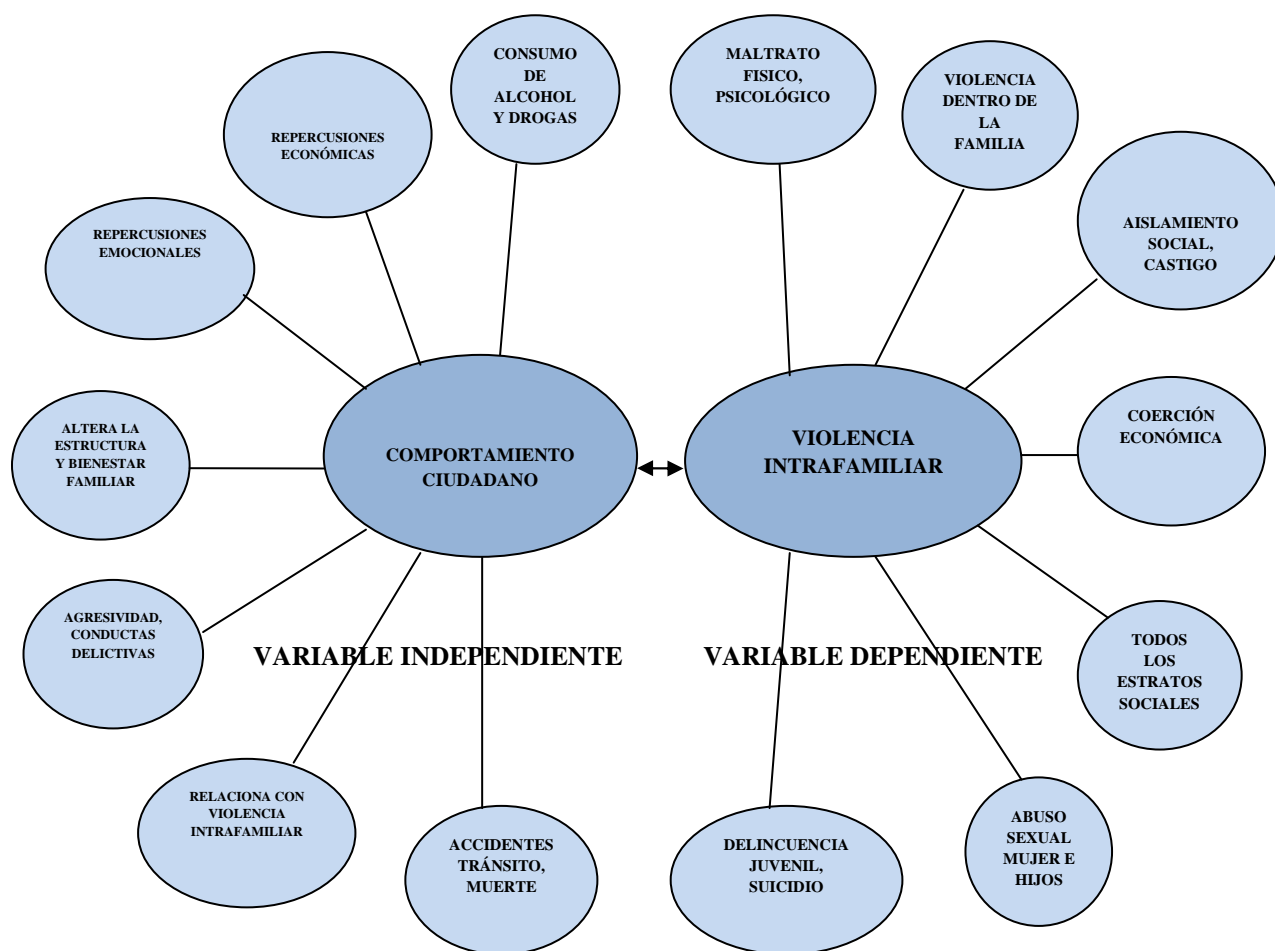 CONSUMO
DE
ALCOHOL
Y DROGAS
MALTRATO
FISICO,
PSICOLÓGICO
VIOLENCIA
DENTRO DE
LA
FAMILIA
REPERCUSIONES
ECONÓMICAS
REPERCUSIONES
EMOCIONALES
AISLAMIENTO
SOCIAL,
CASTIGO
ALTERA LA
ESTRUCTURA
Y BIENESTAR
FAMILIAR
COMPORTAMIENTO
CIUDADANO
VIOLENCIA
INTRAFAMILIAR
COERCIÓN
ECONÓMICA
AGRESIVIDAD,
CONDUCTAS
DELICTIVAS
VARIABLE INDEPENDIENTE
VARIABLE DEPENDIENTE
TODOS
LOS
ESTRATOS
SOCIALES
RELACIONA CON
VIOLENCIA
INTRAFAMILIAR
ACCIDENTES
TRÁNSITO,
MUERTE
DELINCUENCIA
JUVENIL,
SUICIDIO
ABUSO
SEXUAL
MUJER E
HIJOS